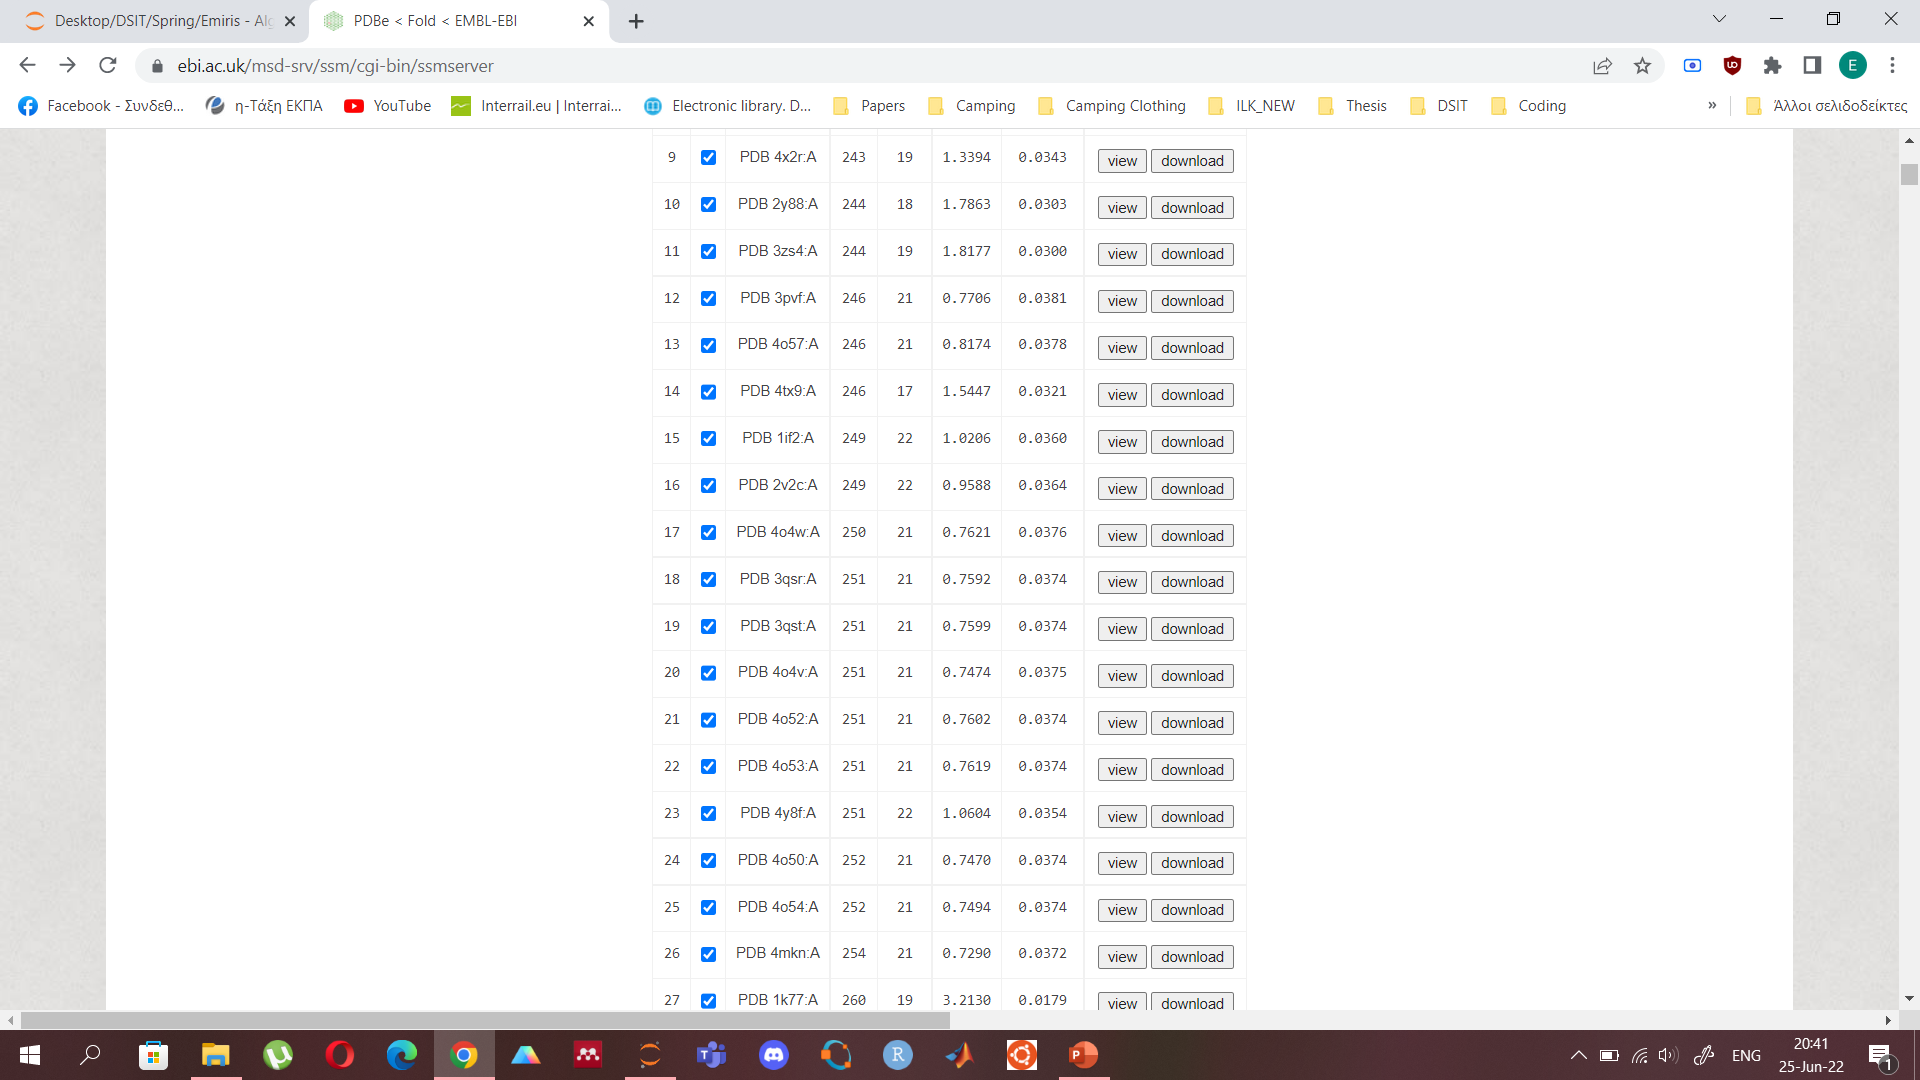 Desktop/DSIT/Spring/Emiris - Alg
PDBe < Fold < EMBL-EBI
ebi.ac.uk/msd-srv/ssm/cgi-bin/ssmserver
E
Facebook - Συνδεθ...
η-Τάξη ΕΚΠΑ
YouTube
Interrail.eu | Interrai...
Electronic library. D...
Papers
Camping
Camping Clothing
ILK_NEW
Thesis
DSIT
Coding
»
Άλλοι σελιδοδείκτες
9 PDB 4x2r:A 243 19 1.3394 0.0343 view download
10 PDB 2y88:A 244 18 1.7863 0.0303 view download
11 PDB 3zs4:A 244 19 1.8177 0.0300 view download
12 PDB 3pvf:A 246 21 0.7706 0.0381 view download
13 PDB 4o57:A 246 21 0.8174 0.0378 view download
14 PDB 4tx9:A 246 17 1.5447 0.0321 view download
15 PDB 1if2:A 249 22 1.0206 0.0360 view download
16 PDB 2v2c:A 249 22 0.9588 0.0364 view download
17 PDB 4o4w:A 250 21 0.7621 0.0376 view download
18 PDB 3qsr:A 251 21 0.7592 0.0374 view download
19 PDB 3qst:A 251 21 0.7599 0.0374 view download
20 PDB 4o4v:A 251 21 0.7474 0.0375 view download
21 PDB 4o52:A 251 21 0.7602 0.0374 view download
22 PDB 4o53:A 251 21 0.7619 0.0374 view download
23 PDB 4y8f:A 251 22 1.0604 0.0354 view download
24 PDB 4o50:A 252 21 0.7470 0.0374 view download
25 PDB 4o54:A 252 21 0.7494 0.0374 view download
26 PDB 4mkn:A 254 21 0.7290 0.0372 view download
27 PDB 1k77:A 260 19 3.2130 0.0179 view download
ENG
20:41
25-Jun-22
1